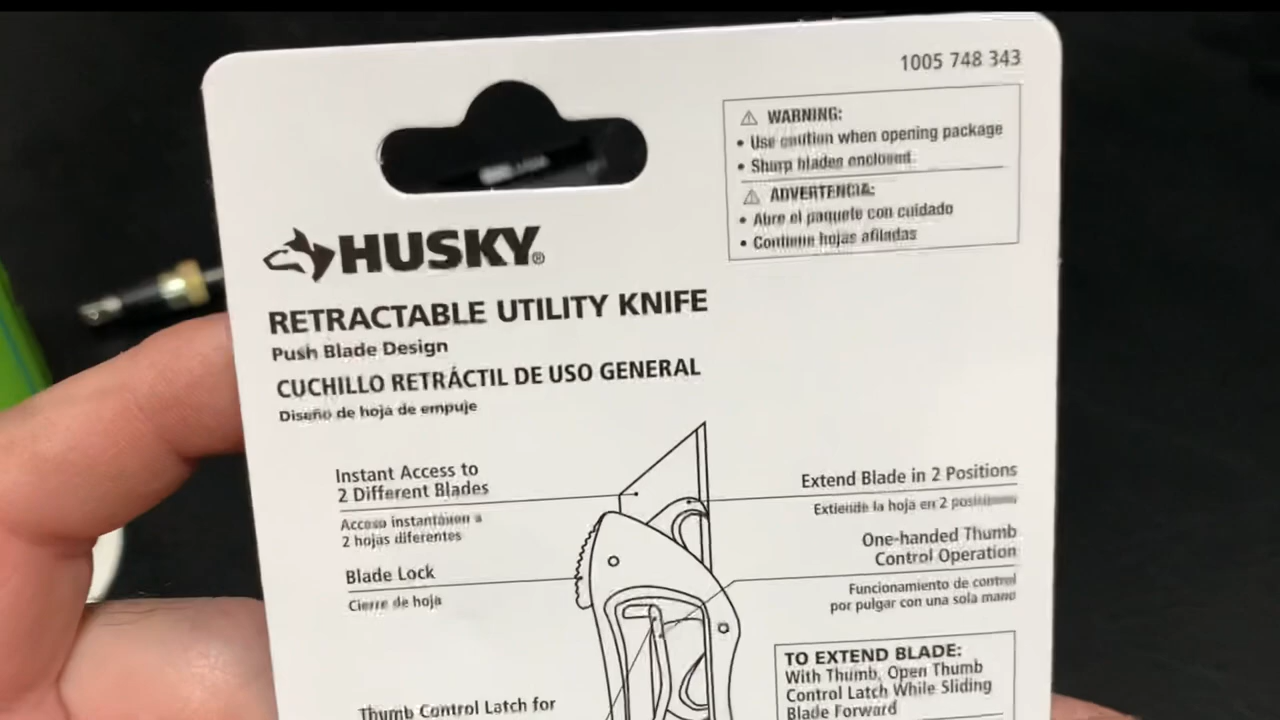 1005 748 343
⚠ WARNING:
• Use caution when opening package
• Sharp blades enclosed
⚠ ADVERTENCIA:
• Abre el paquete con cuidado
• Contiene hojas afiladas
HUSKY®
RETRACTABLE UTILITY KNIFE
Push Blade Design
CUCHILLO RETRÁCTIL DE USO GENERAL
Diseño de hoja de empuje
Instant Access to
2 Different Blades
Acceso instantáneo a
2 hojas diferentes
Blade Lock
Cierre de hoja
Thumb Control Latch for
Extend Blade in 2 Positions
Extiende la hoja en 2 posiciones
One-handed Thumb
Control Operation
Funcionamiento de control
por pulgar con una sola mano
TO EXTEND BLADE:
With Thumb, Open Thumb
Control Latch While Sliding
Blade Forward